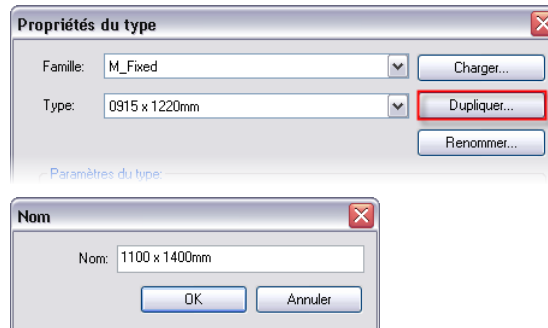 Propriétés du type
Famille: M_Fixed Charger...
Type: 0915 x 1220mm Dupliquer...
Renommer...
Paramètres du type:
Nom
Nom: 1100 x 1400mm
OK Annuler